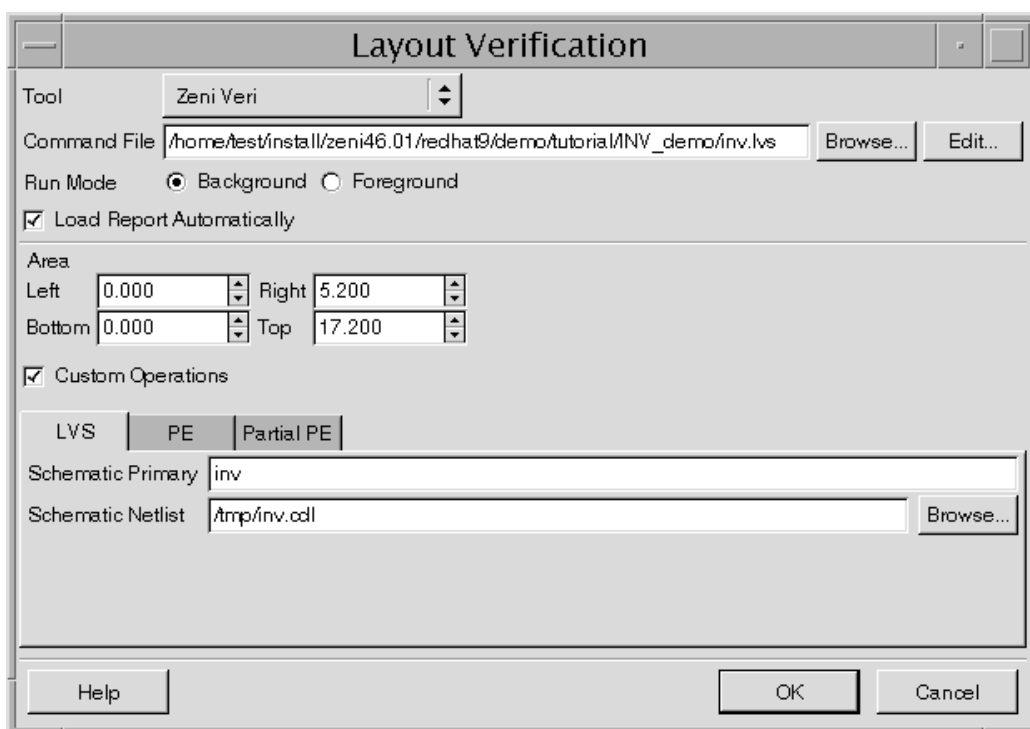 Layout Verification
Tool Zeni Veri
Command File /home/test/install/zeni46.01/redhat9/demo/tutorial/INV_demo/inv.lvs Browse... Edit...
Run Mode Background Foreground
Load Report Automatically
Area
Left 0.000 Right 5.200
Bottom 0.000 Top 17.200
Custom Operations
LVS PE Partial PE
Schematic Primary inv
Schematic Netlist /tmp/inv.cdl Browse...
Help OK Cancel